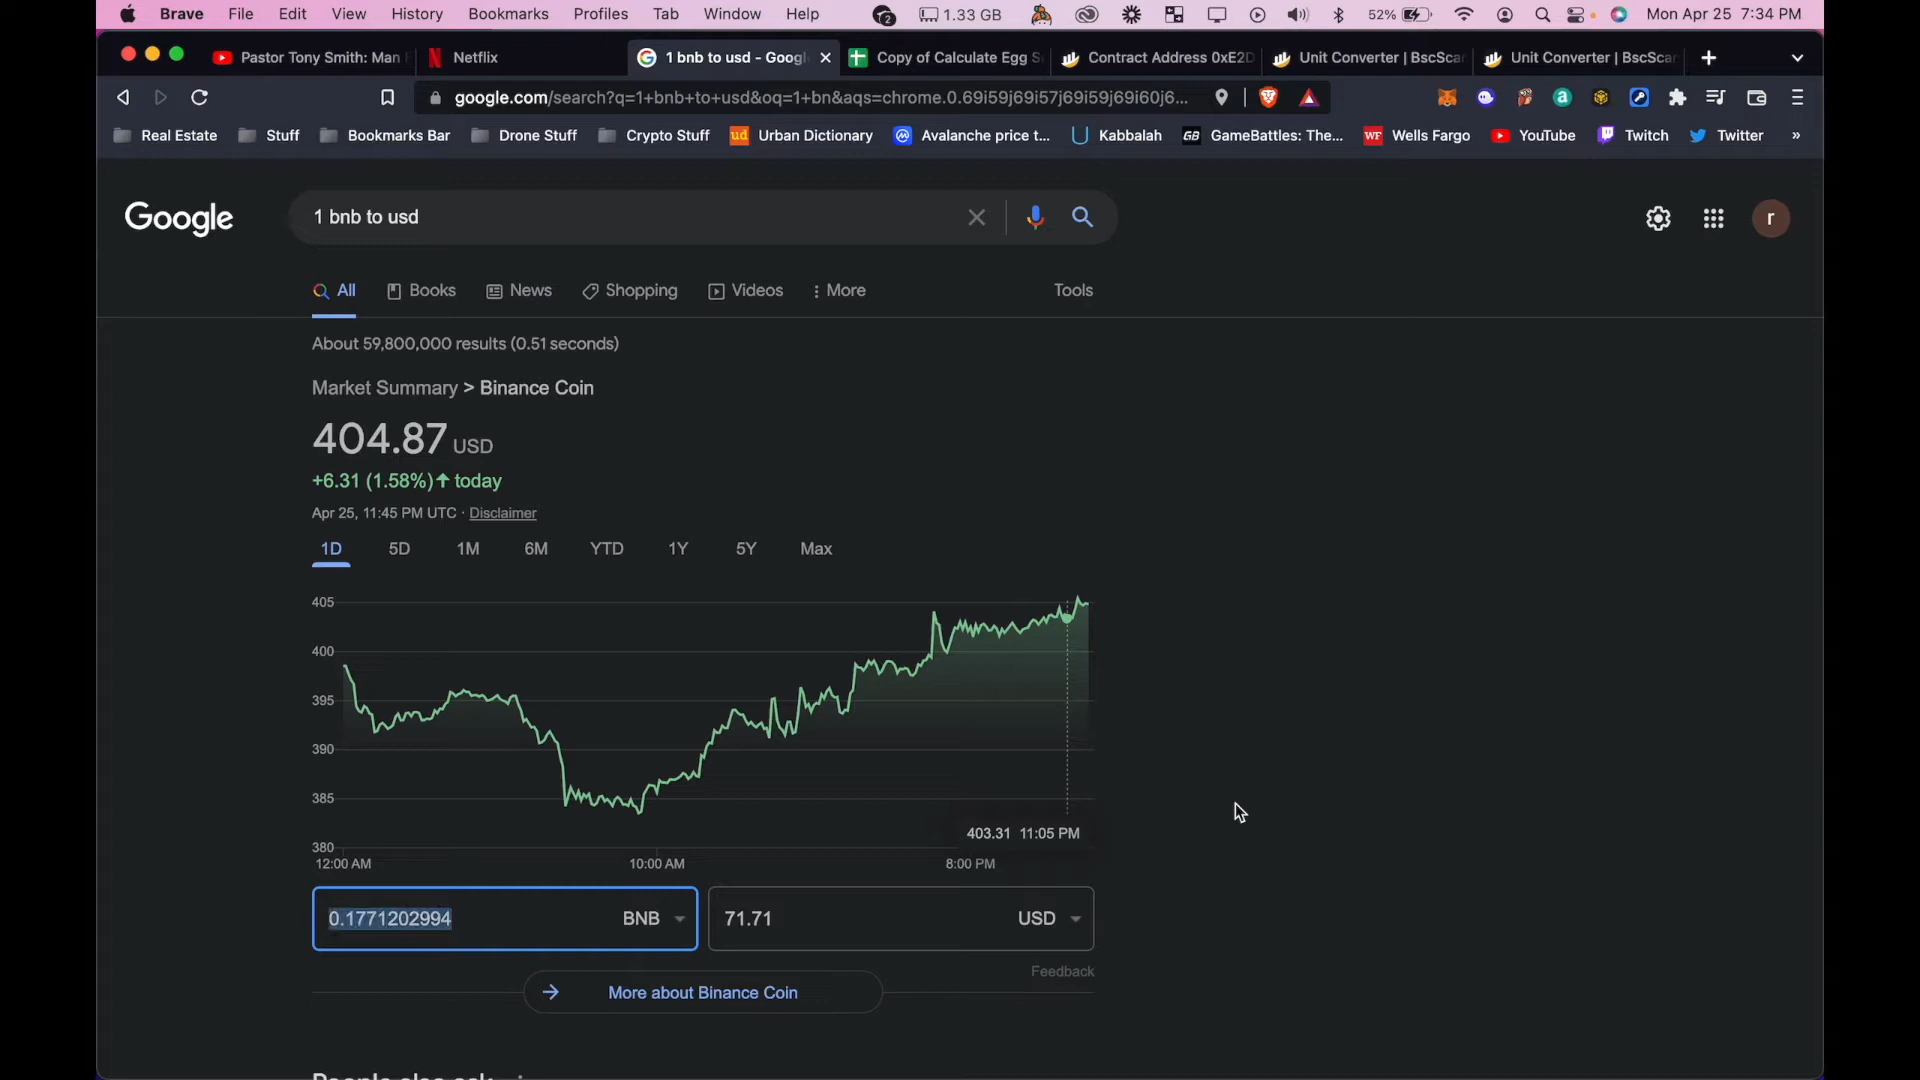 Brave File Edit View History Bookmarks Profiles Tab Window Help 2 1.33 GB 52% Mon Apr 25 7:34 PM
Pastor Tony Smith: Man Netflix 1 bnb to usd - Googl Copy of Calculate Egg S Contract Address 0xE2D Unit Converter | BscSca Unit Converter | BscSca
google.com/search?q=1+bnb+to+usd&oq=1+bn&aqs=chrome.0.69i59j69i57j69i59j69i60j6...
Real Estate Stuff Bookmarks Bar Drone Stuff Crypto Stuff ud Urban Dictionary Avalanche price t... Kabbalah GB GameBattles: The... WF Wells Fargo YouTube Twitch Twitter »
Google 1 bnb to usd r
All Books News Shopping Videos More Tools
About 59,800,000 results (0.51 seconds)
Market Summary > Binance Coin
404.87 USD
+6.31 (1.58%) today
Apr 25, 11:45 PM UTC · Disclaimer
1D 5D 1M 6M YTD 1Y 5Y Max
405
400
395
390
385
403.31 11:05 PM
380
12:00 AM 10:00 AM 8:00 PM
0.1771202994 BNB 71.71 USD
Feedback
More about Binance Coin